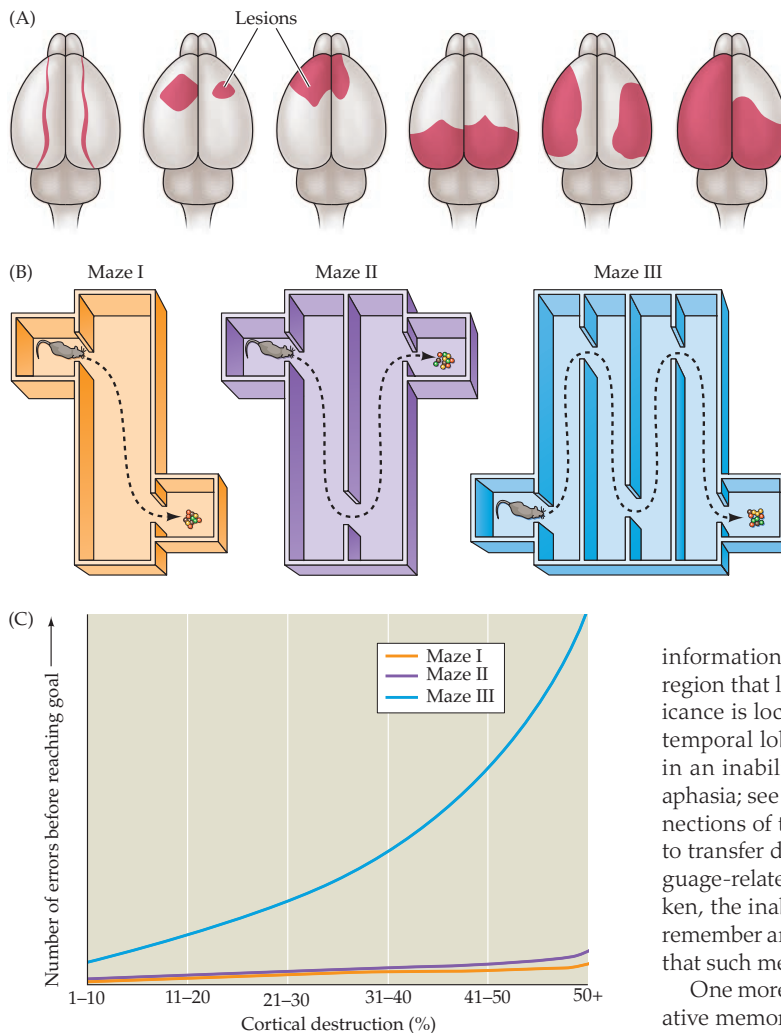 (A)
Lesions
(B)
Maze I
Maze II
Maze III
(C)
Number of errors before reaching goal
Maze I
Maze II
Maze III
1–10
11–20
21–30
31–40
41–50
50+
Cortical destruction (%)
information
region that l
icance is loc
temporal lob
in an inabil
aphasia; see
nections of t
to transfer d
guage-relate
ken, the inal
remember ar
that such me
One more
ative memor